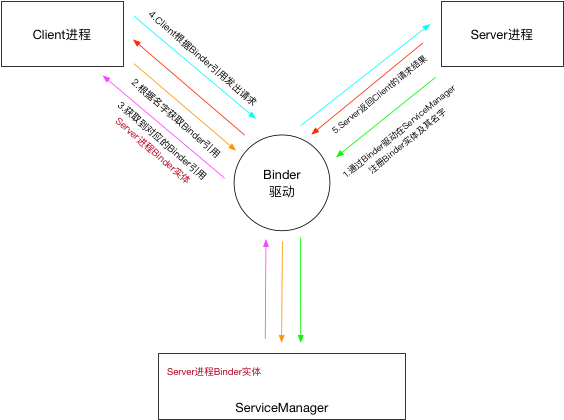 Client进程
4.Client根据Binder引用发出请求
Server进程
2.根据名字获取Binder引用
3.获取到对应的Binder引用
Server进程Binder实体
5.Server返回Client的请求结果
1.通过Binder驱动在ServiceManager
注册Binder实体及其名字
Binder
驱动
Server进程Binder实体
ServiceManager